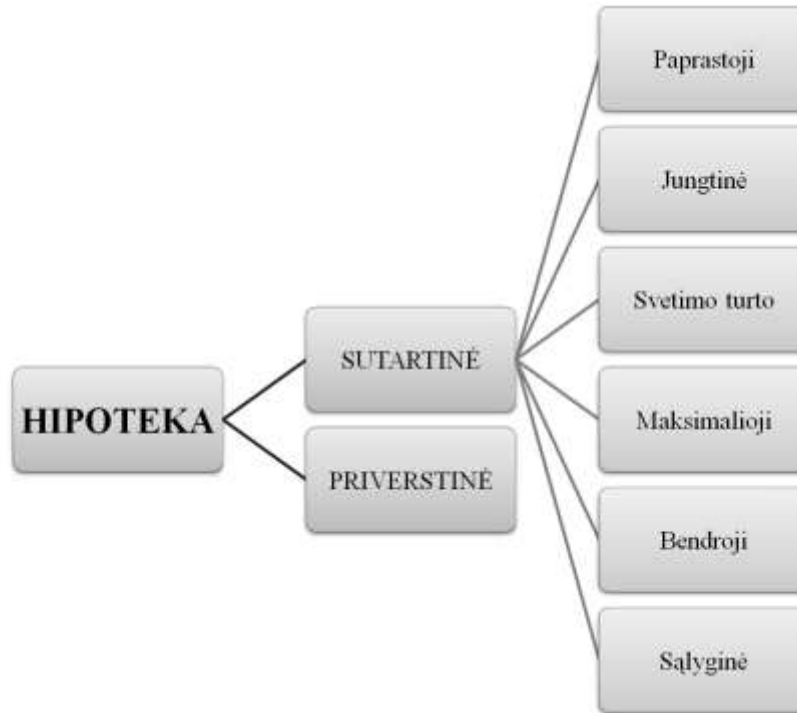 HIPOTEKA
SUTARTINĖ
PRIVERSTINĖ
Paprastoji
Jungtinė
Svetimo turto
Maksimalioji
Bendroji
Sąlyginė